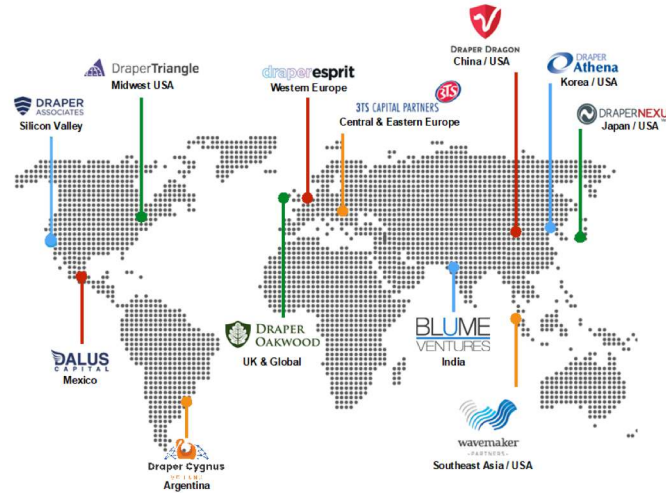 DRAPER DRAGON
China / USA
DraperTriangle
Midwest USA
draperesprit
Western Europe
DRAPER
Athena
Korea / USA
3TS
3TS CAPITAL PARTNERS
Central & Eastern Europe
DRAPER
ASSOCIATES
Silicon Valley
DRAPERNEXU
Japan / USA
DRAPER
OAKWOOD
UK & Global
BLUME
VENTURES
India
DALUS
CAPITAL
Mexico
wavemaker
- PARTNERS -
Southeast Asia / USA
Draper Cygnus
Argentina